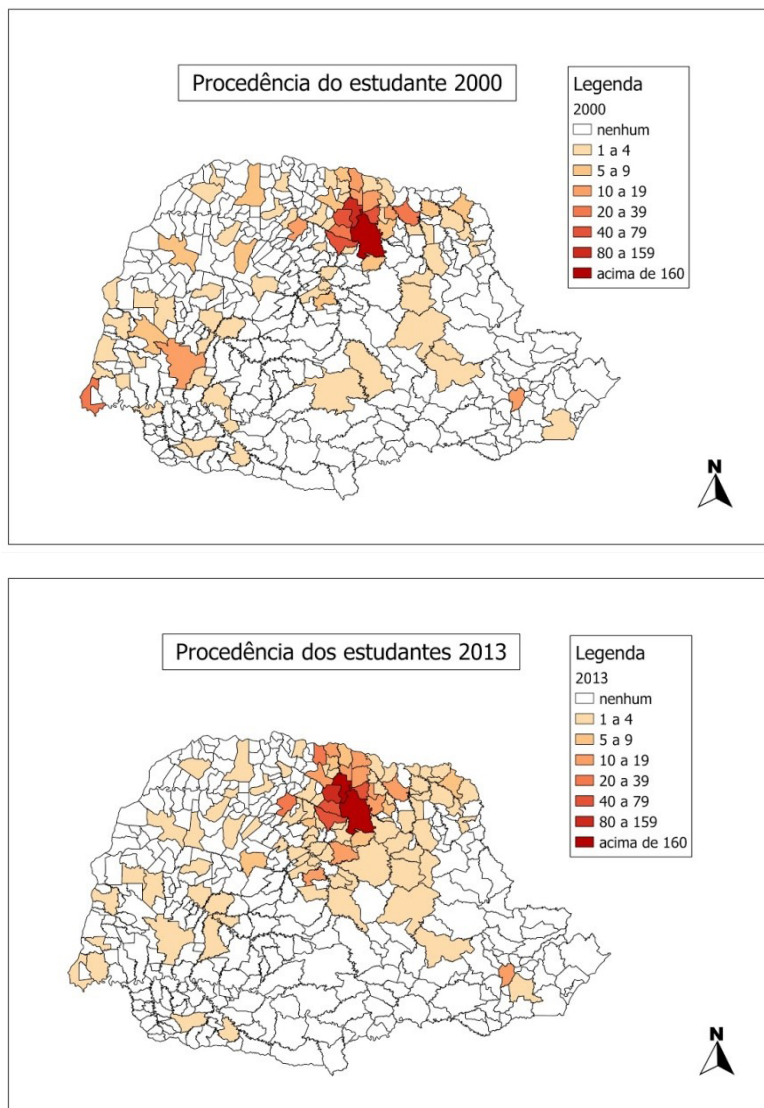 Procedência do estudante 2000
Legenda
2000
nenhum
1 a 4
5 a 9
10 a 19
20 a 39
40 a 79
80 a 159
acima de 160
N
Procedência dos estudantes 2013
Legenda
2013
nenhum
1 a 4
5 a 9
10 a 19
20 a 39
40 a 79
80 a 159
acima de 160
N